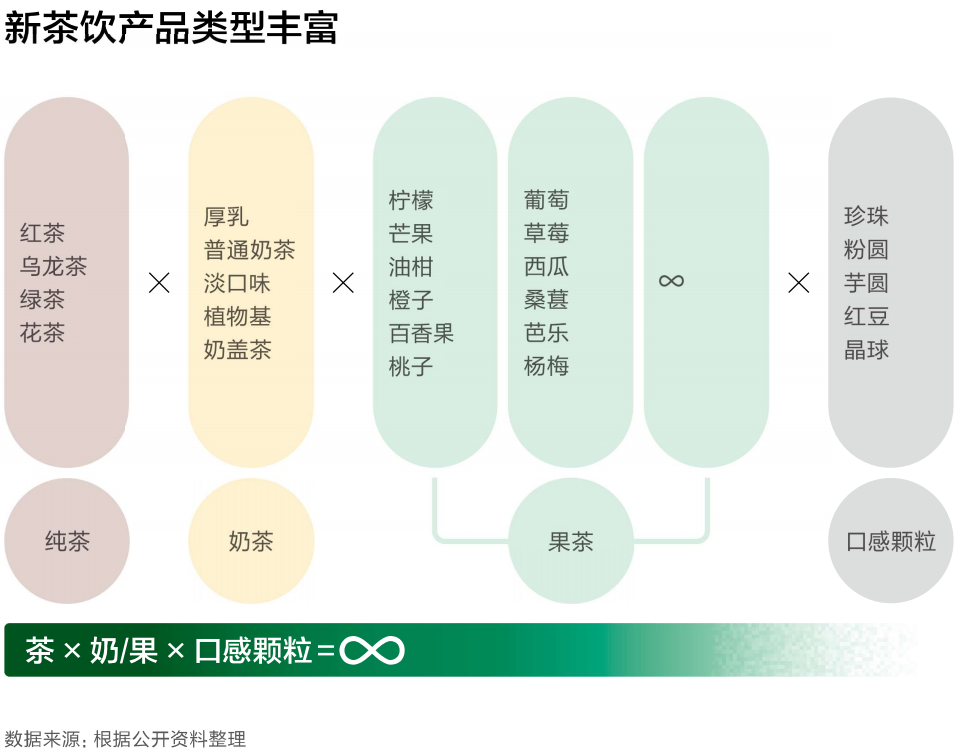 新茶饮产品类型丰富
红茶
乌龙茶
绿茶
花茶
×
厚乳
普通奶茶
淡口味
植物基
奶盖茶
×
柠檬
芒果
油柑
橙子
百香果
桃子
葡萄
草莓
西瓜
桑葚
芭乐
杨梅
∞
×
珍珠
粉圆
芋圆
红豆
晶球
纯茶
奶茶
果茶
口感颗粒
茶 × 奶/果 × 口感颗粒=∞
数据来源：根据公开资料整理